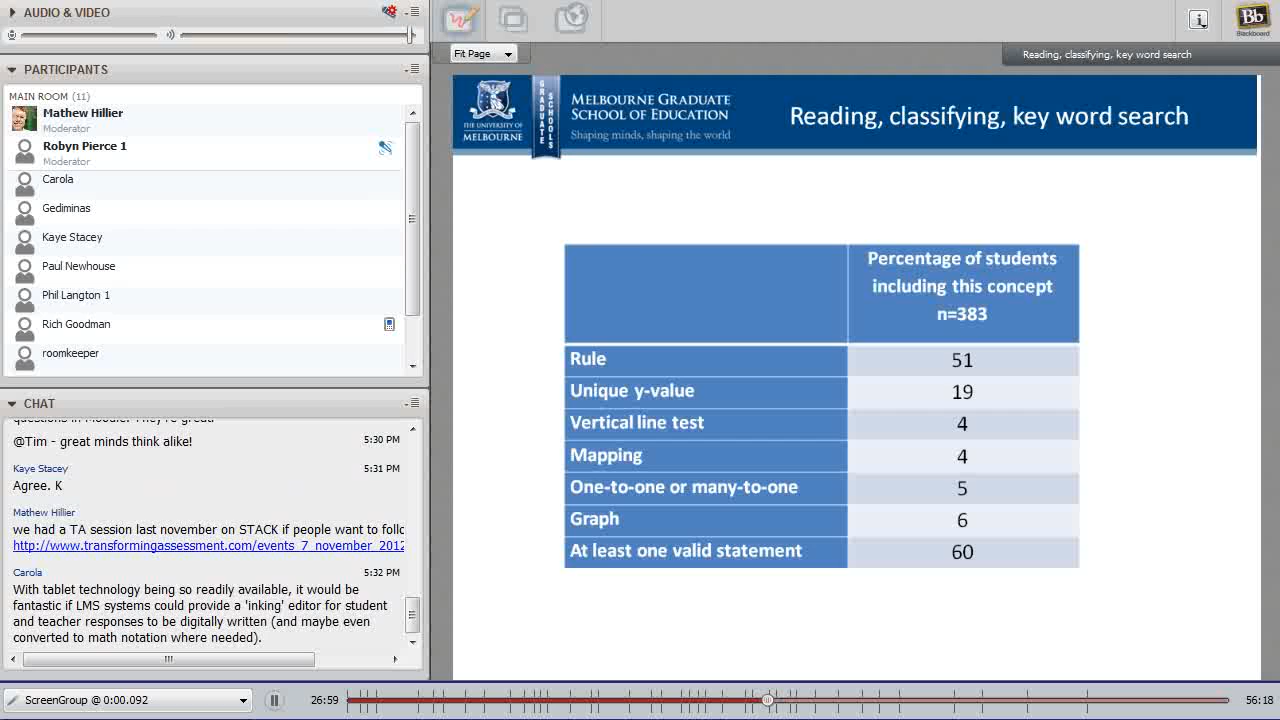 AUDIO & VIDEO
PARTICIPANTS
MAIN ROOM (11)
Mathew Hillier
Moderator
Robyn Pierce 1
Moderator
Carola
Gediminas
Kaye Stacey
Paul Newhouse
Phil Langton 1
Rich Goodman
roomkeeper
CHAT
@Tim - great minds think alike! 5:30 PM
Kaye Stacey 5:31 PM
Agree. K
Mathew Hillier
we had a TA session last november on STACK if people want to follo
http://www.transformingassessment.com/events_7_november_2012
Carola 5:32 PM
With tablet technology being so readily available, it would be
fantastic if LMS systems could provide a 'inking' editor for student
and teacher responses to be digitally written (and maybe even
converted to math notation where needed).
ScreenGroup @ 0:00.092
26:59
56:18
Fit Page
Reading, classifying, key word search
Bb
Blackboard
THE UNIVERSITY OF
MELBOURNE
GRADUATE SCHOOLS
MELBOURNE GRADUATE
SCHOOL OF EDUCATION
Shaping minds, shaping the world
Reading, classifying, key word search
Percentage of students
including this concept
n=383
Rule 51
Unique y-value 19
Vertical line test 4
Mapping 4
One-to-one or many-to-one 5
Graph 6
At least one valid statement 60